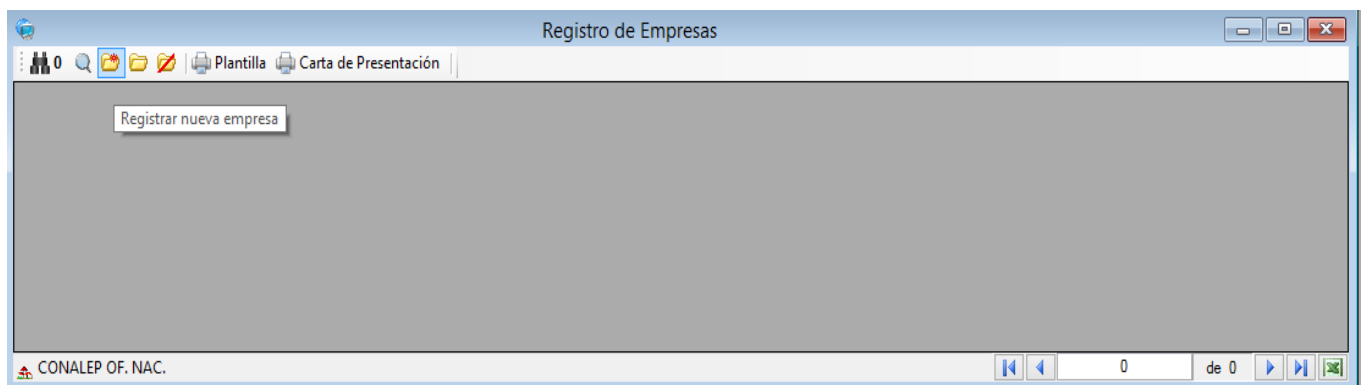 Registro de Empresas
0 Plantilla Carta de Presentación
Registrar nueva empresa
CONALEP OF. NAC. 0 de 0